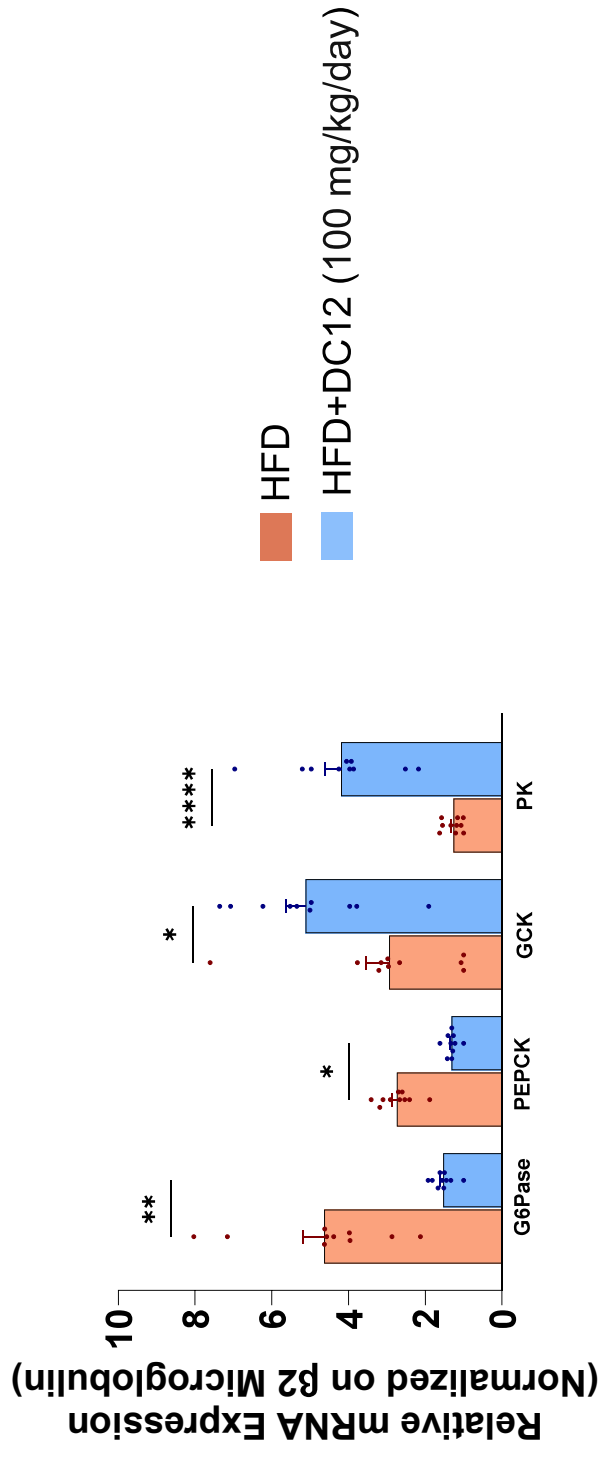 Relative mRNA Expression
(Normalized on β2 Microglobulin)
10
8
6
4
2
0
**
*
*
****
G6Pase
PEPCK
GCK
PK
HFD
HFD+DC12 (100 mg/kg/day)